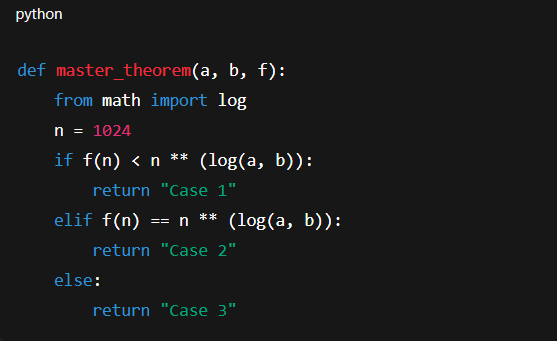 python
def master_theorem(a, b, f):
    from math import log
    n = 1024
    if f(n) < n ** (log(a, b)):
        return "Case 1"
    elif f(n) == n ** (log(a, b)):
        return "Case 2"
    else:
        return "Case 3"